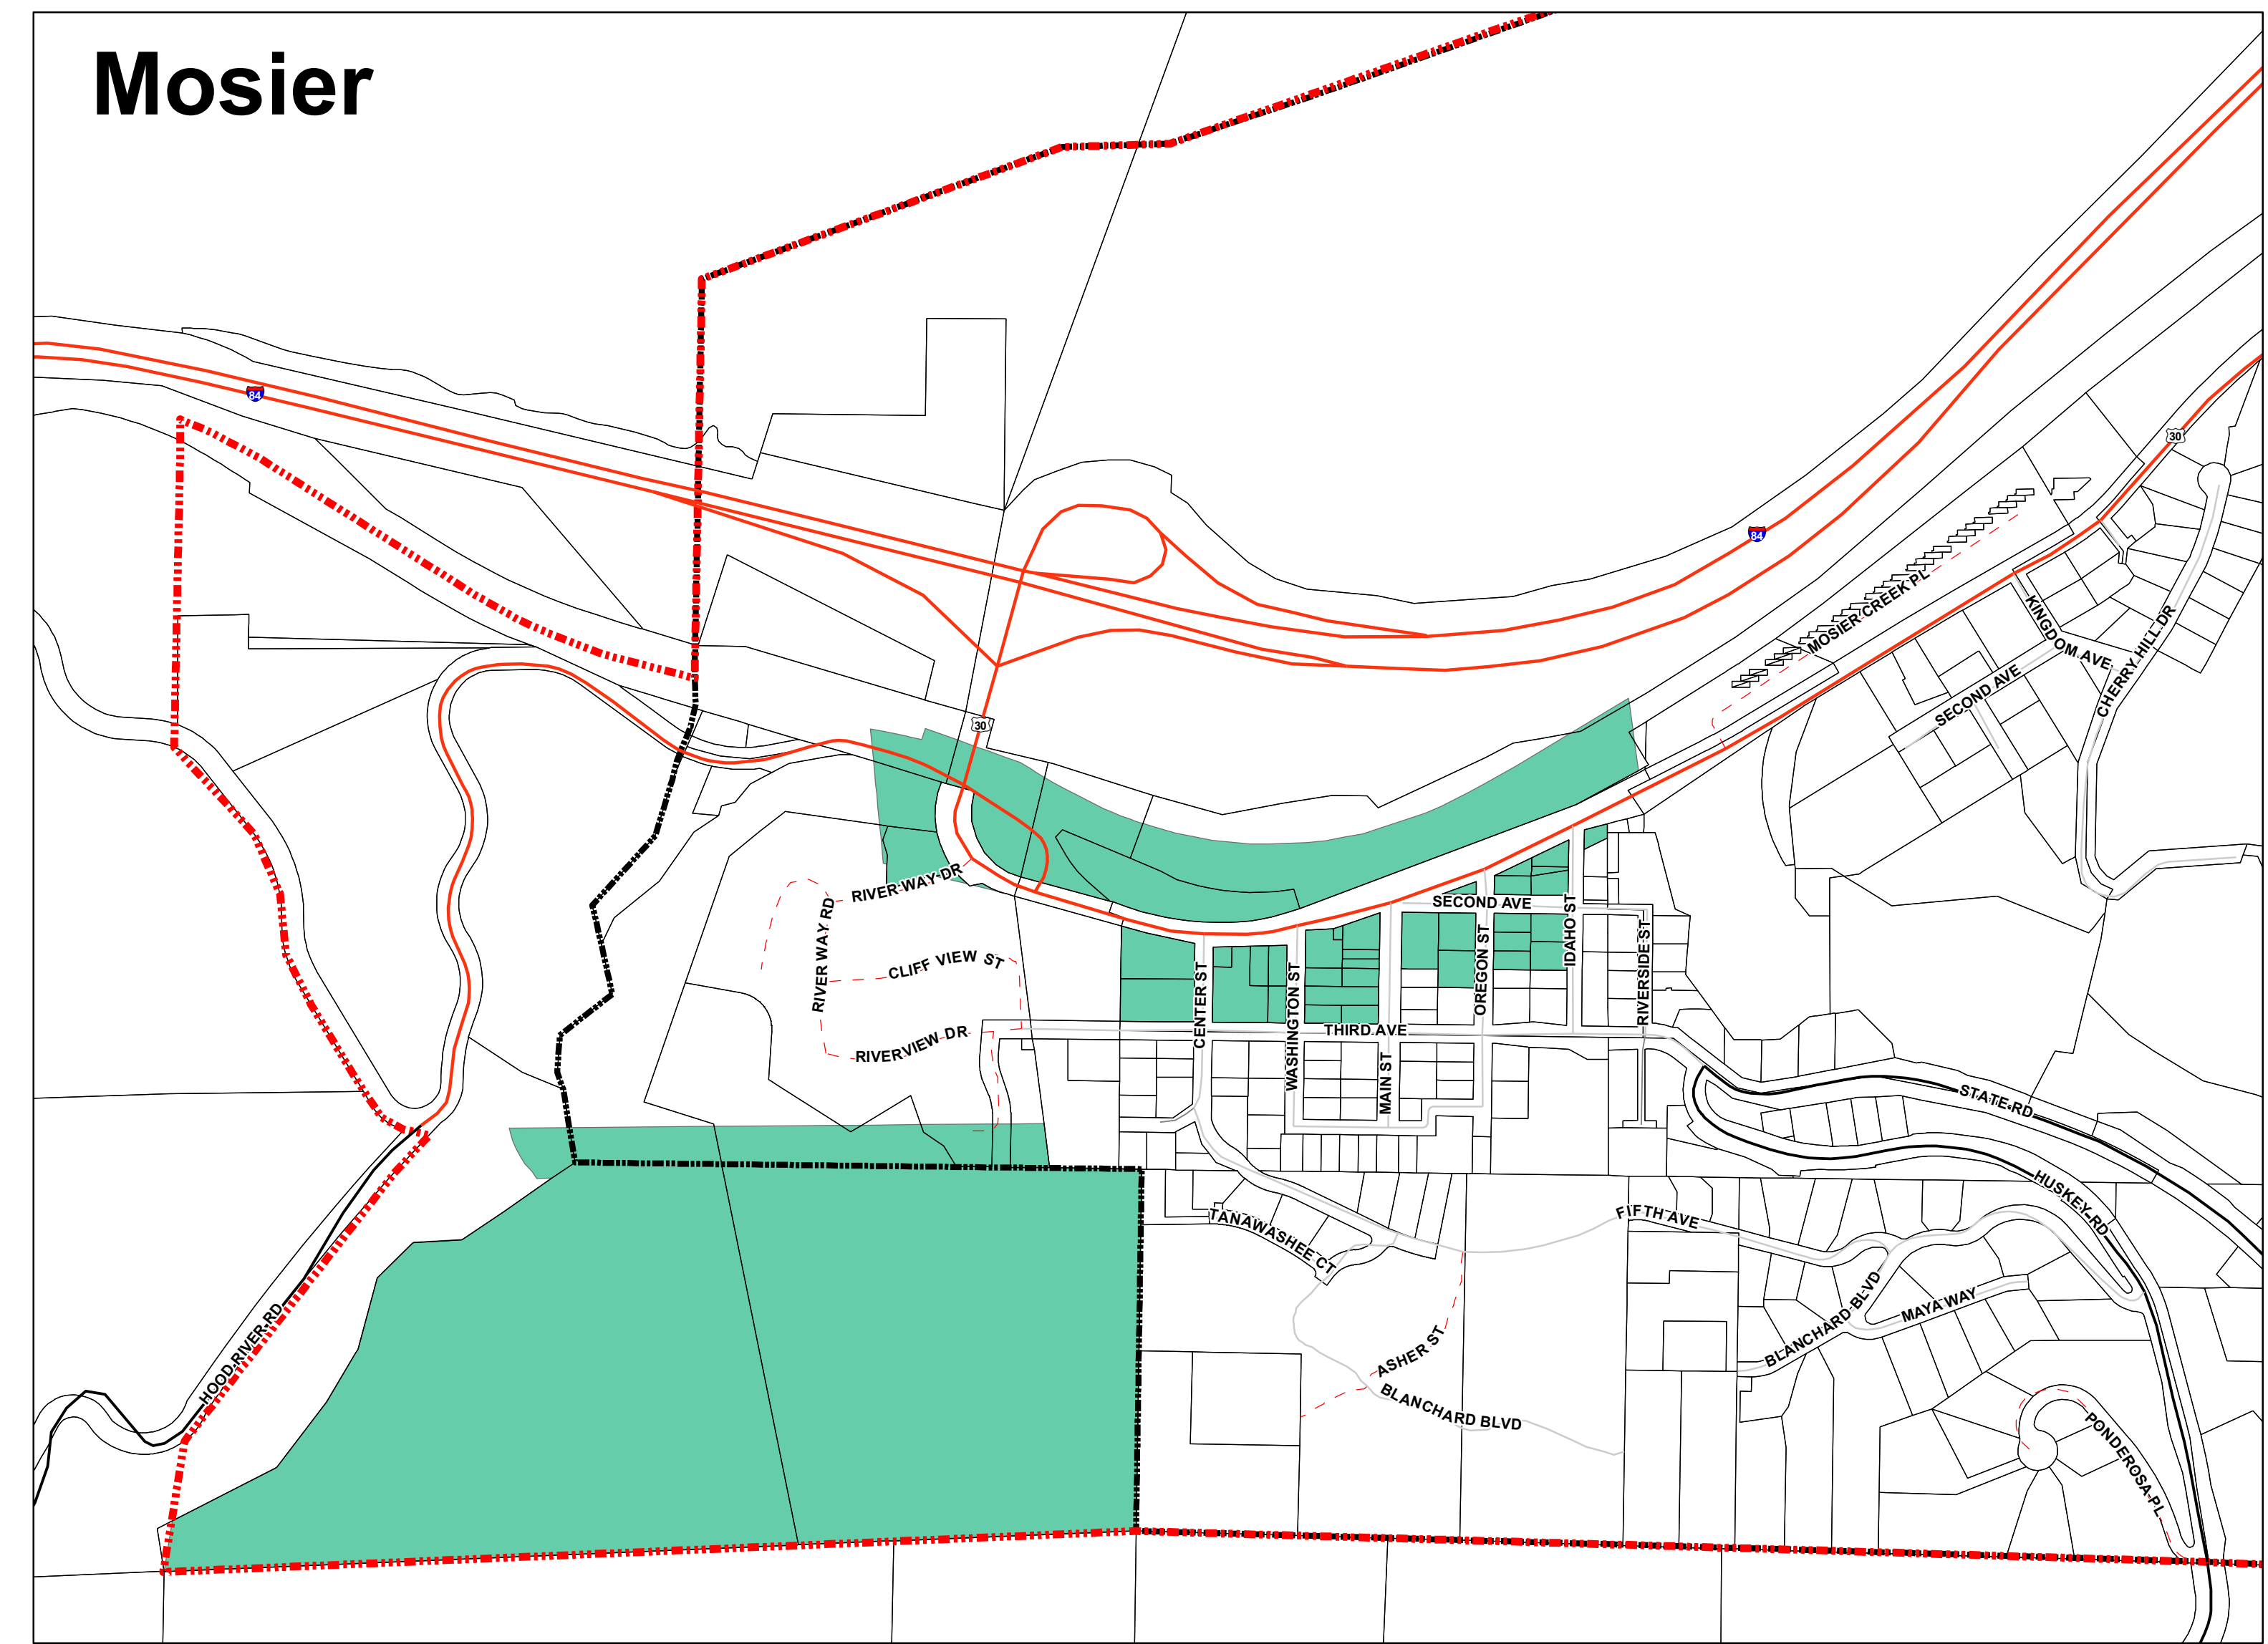 Mosier
84
84
30
30
MOSIER CREEK PL
KINGDOM AVE
CHERRY HILL DR
SECOND AVE
RIVER WAY DR
RIVER WAY RD
CLIFF VIEW ST
RIVERVIEW DR
SECOND AVE
CENTER ST
WASHINGTON ST
MAIN ST
OREGON ST
IDAHO ST
RIVERSIDE ST
THIRD AVE
STATE RD
HUSKEY RD
TANAWASHEE CT
FIFTH AVE
BLANCHARD BLVD
MAYA WAY
HOOD RIVER RD
ASHER ST
BLANCHARD BLVD
PONDEROSA PL